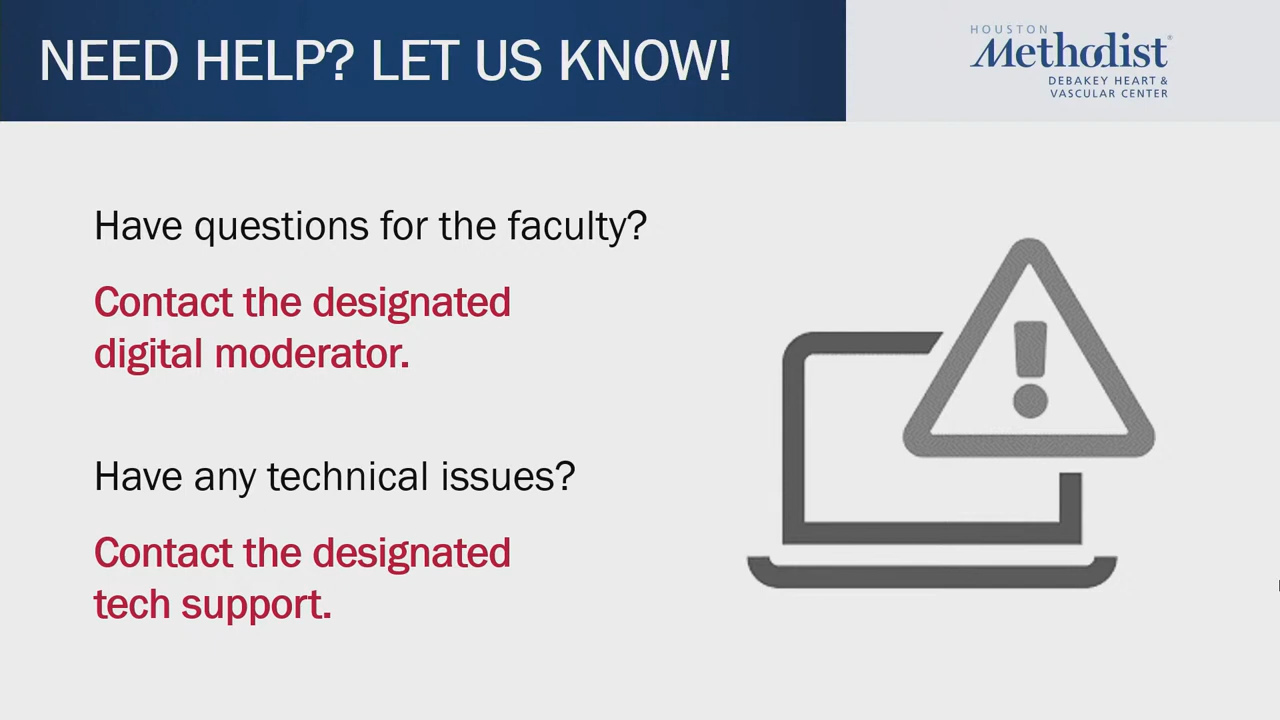 NEED HELP? LET US KNOW!
HOUSTON
Methodist®
DEBAKEY HEART &
VASCULAR CENTER
Have questions for the faculty?
Contact the designated
digital moderator.
Have any technical issues?
Contact the designated
tech support.